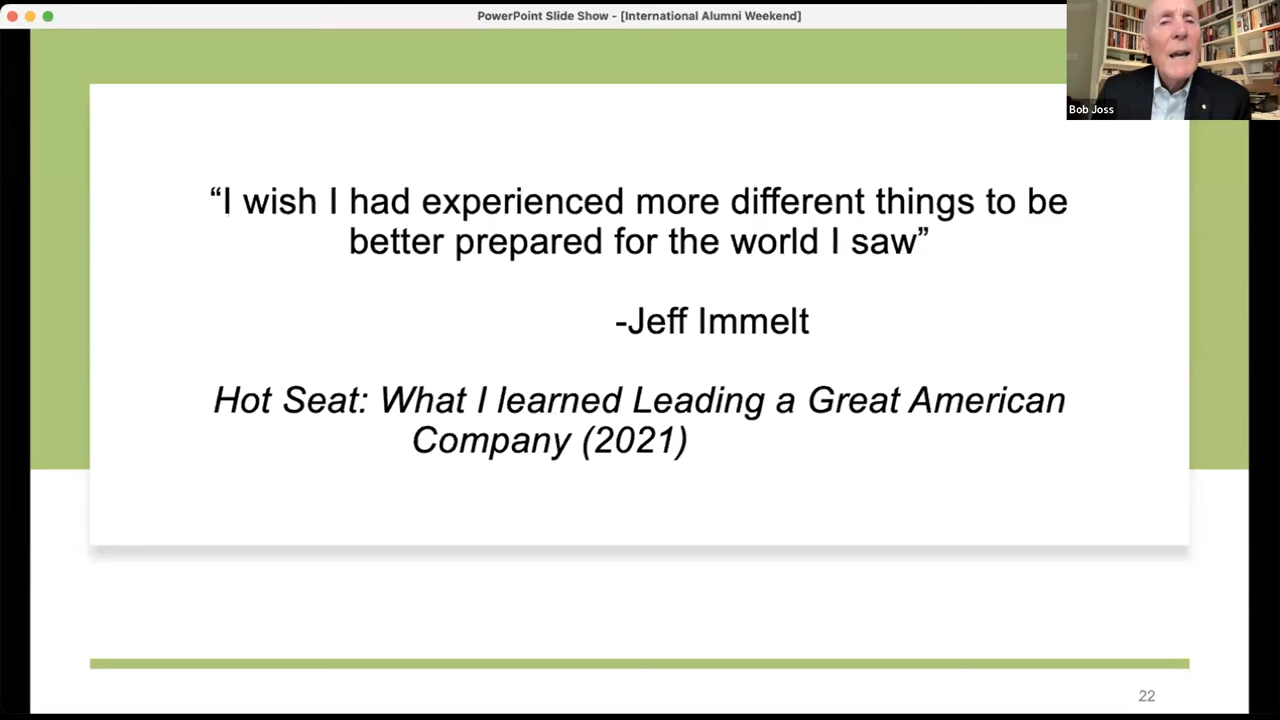 PowerPoint Slide Show - [International Alumni Weekend]
Bob Joss
“I wish I had experienced more different things to be
better prepared for the world I saw”
-Jeff Immelt
Hot Seat: What I learned Leading a Great American
Company (2021)
22